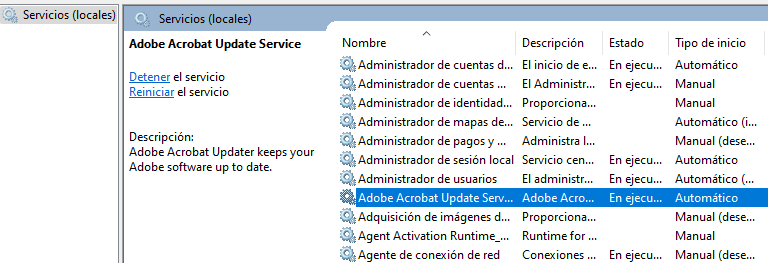 Servicios (locales)
Servicios (locales)
Adobe Acrobat Update Service
Detener el servicio
Reiniciar el servicio
Descripción:
Adobe Acrobat Updater keeps your
Adobe software up to date.
Nombre Descripción Estado Tipo de inicio
Administrador de cuentas d... El inicio de e... En ejecu... Automático
Administrador de cuentas ... El Administr... En ejecu... Manual
Administrador de identidad... Proporciona... Manual
Administrador de mapas de... Servicio de ... Automático (i...
Administrador de pagos y ... Administra l... Manual (dese...
Administrador de sesión local Servicio cen... En ejecu... Automático
Administrador de usuarios El administr... En ejecu... Automático (...
Adobe Acrobat Update Serv... Adobe Acro... En ejecu... Automático
Adquisición de imágenes d... Proporciona... Manual (dese...
Agent Activation Runtime_... Runtime for ... Manual
Agente de conexión de red Conexiones ... En ejecu... Manual (dese...